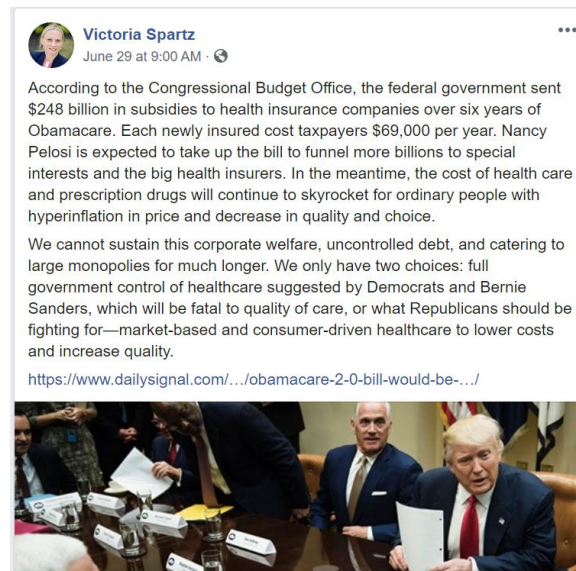 Victoria Spartz
June 29 at 9:00 AM ·
According to the Congressional Budget Office, the federal government sent
$248 billion in subsidies to health insurance companies over six years of
Obamacare. Each newly insured cost taxpayers $69,000 per year. Nancy
Pelosi is expected to take up the bill to funnel more billions to special
interests and the big health insurers. In the meantime, the cost of health care
and prescription drugs will continue to skyrocket for ordinary people with
hyperinflation in price and decrease in quality and choice.
We cannot sustain this corporate welfare, uncontrolled debt, and catering to
large monopolies for much longer. We only have two choices: full
government control of healthcare suggested by Democrats and Bernie
Sanders, which will be fatal to quality of care, or what Republicans should be
fighting for—market-based and consumer-driven healthcare to lower costs
and increase quality.
https://www.dailysignal.com/…/obamacare-2-0-bill-would-be-…/